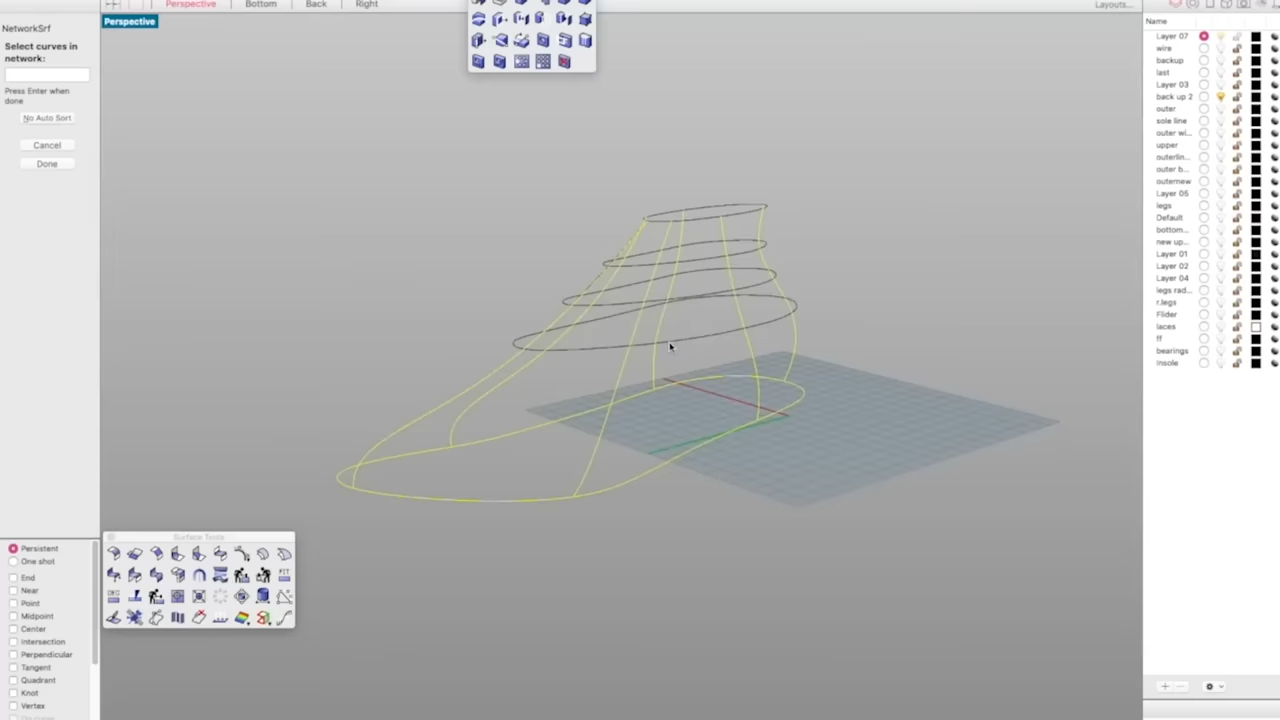 Perspective
Bottom
Back
Right
Layouts...
Perspective
NetworkSrf
Select curves in
network:
Press Enter when
done
No Auto Sort
Cancel
Done
Surface Tools
Persistent
One shot
End
Near
Point
Midpoint
Center
Intersection
Perpendicular
Tangent
Quadrant
Knot
Vertex
Name
Layer 07
wire
backup
last
Layer 03
back up 2
outer
sole line
outer wi...
upper
outerlin...
outer b...
outernew
Layer 05
legs
Default
bottom...
new up...
Layer 01
Layer 02
Layer 04
legs rad...
r.legs
Flider
laces
ff
bearings
Insole